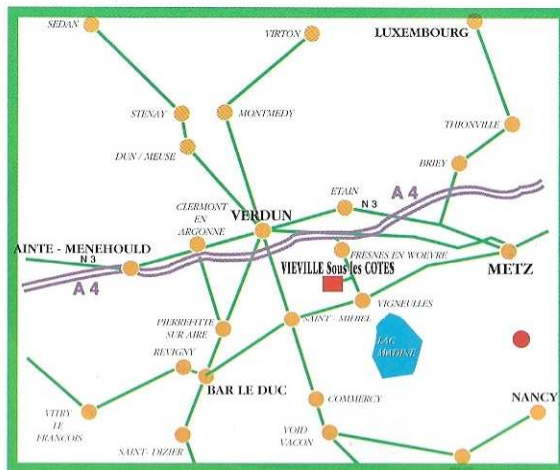 SEDAN
VIRTON
LUXEMBOURG
STENAY
MONTMEDY
THIONVILLE
DUN / MEUSE
BRIEY
ETAIN
N 3
A 4
CLERMONT
EN
ARGONNE
VERDUN
AINTE - MENEHOULD
N 3
A 4
FRESNES EN WOEVRE
METZ
VIEVILLE Sous les COTES
VIGNEULLES
PIERREFITTE
SUR AIRE
SAINT - MIHIEL
LAC
MADINE
REVIGNY
BAR LE DUC
COMMERCY
NANCY
VITRY
LE
FRANCOIS
SAINT- DIZIER
VOID
VACON